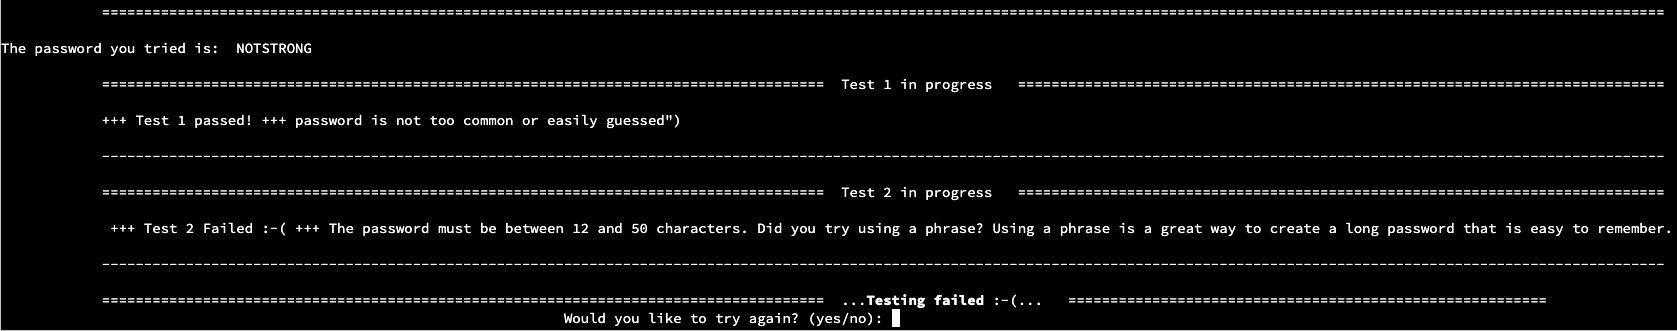 ==========================================================================================================================================================================================
The password you tried is:  NOTSTRONG
======================================================================================  Test 1 in progress   =============================================================================
+++ Test 1 passed! +++ password is not too common or easily guessed")
------------------------------------------------------------------------------------------------------------------------------------------------------------------------------------------
======================================================================================  Test 2 in progress   =============================================================================
+++ Test 2 Failed :-( +++ The password must be between 12 and 50 characters. Did you try using a phrase? Using a phrase is a great way to create a long password that is easy to remember.
------------------------------------------------------------------------------------------------------------------------------------------------------------------------------------------
======================================================================================  ...Testing failed :-(...   =========================================================
Would you like to try again? (yes/no):